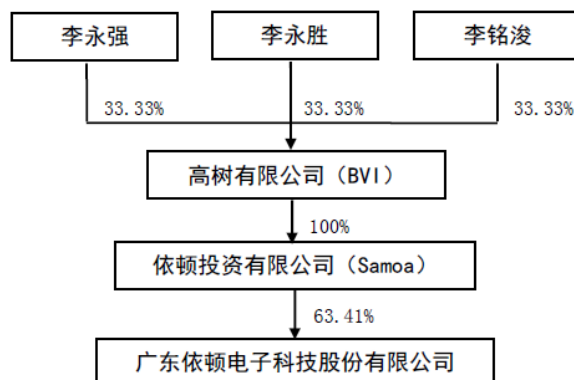 李永强 李永胜 李铭浚
33.33% 33.33% 33.33%
高树有限公司（BVI）
100%
依顿投资有限公司（Samoa）
63.41%
广东依顿电子科技股份有限公司